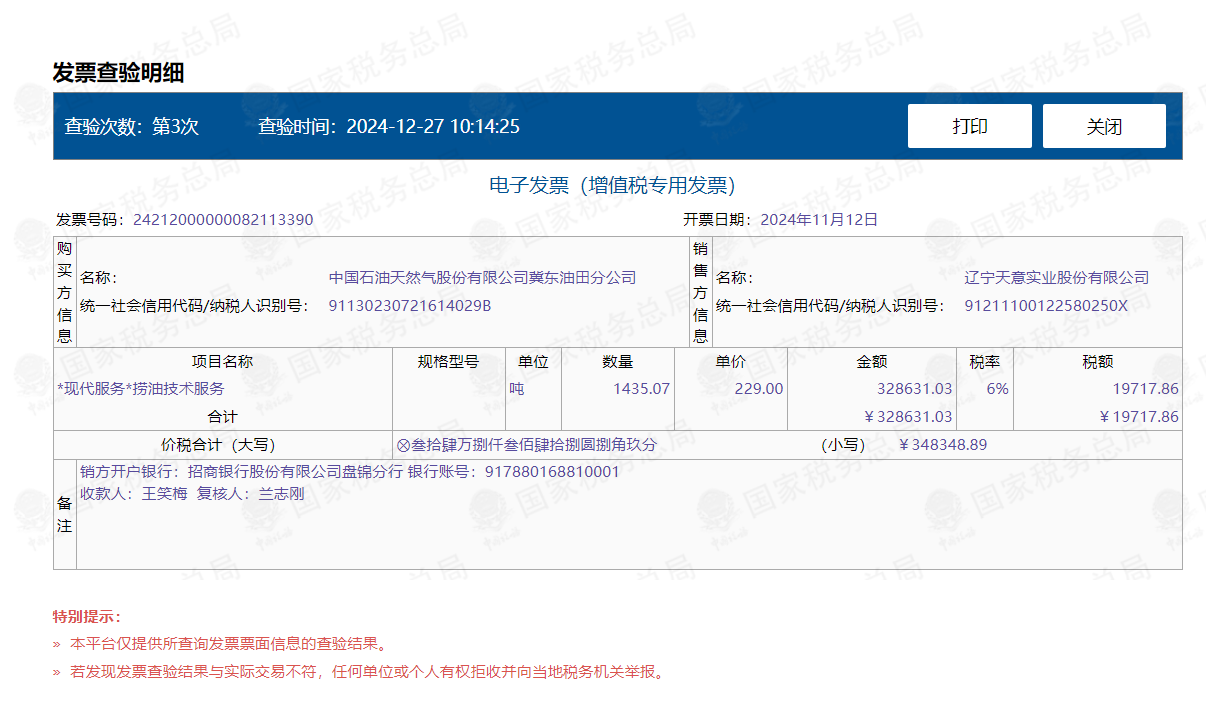 发票查验明细
查验次数：第3次 查验时间：2024-12-27 10:14:25 打印 关闭
电子发票（增值税专用发票）
发票号码：24212000000082113390 开票日期：2024年11月12日
购买方信息 名称： 中国石油天然气股份有限公司冀东油田分公司
统一社会信用代码/纳税人识别号： 91130230721614029B
销售方信息 名称： 辽宁天意实业股份有限公司
统一社会信用代码/纳税人识别号： 91211100122580250X
项目名称 规格型号 单位 数量 单价 金额 税率 税额
*现代服务*捞油技术服务 吨 1435.07 229.00 328631.03 6% 19717.86
合计 ￥328631.03 ￥19717.86
价税合计（大写） ⊗叁拾肆万捌仟叁佰肆拾捌圆捌角玖分 （小写） ￥348348.89
备注 销方开户银行：招商银行股份有限公司盘锦分行 银行账号：917880168810001
收款人：王笑梅 复核人：兰志刚
特别提示：
» 本平台仅提供所查询发票票面信息的查验结果。
» 若发现发票查验结果与实际交易不符，任何单位或个人有权拒收并向当地税务机关举报。
国家税务总局